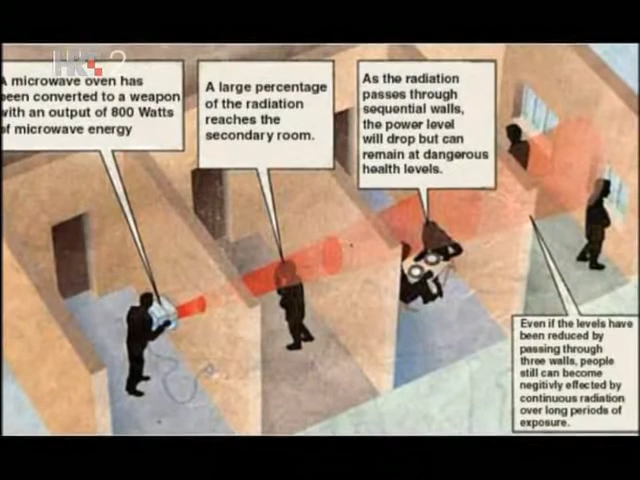 HRT 2
A microwave oven has
been converted to a weapon
with an output of 800 Watts
of microwave energy
A large percentage
of the radiation
reaches the
secondary room.
As the radiation
passes through
sequential walls,
the power level
will drop but can
remain at dangerous
health levels.
Even if the levels have
been reduced by
passing through
three walls, people
still can become
negitivly effected by
continuous radiation
over long periods of
exposure.